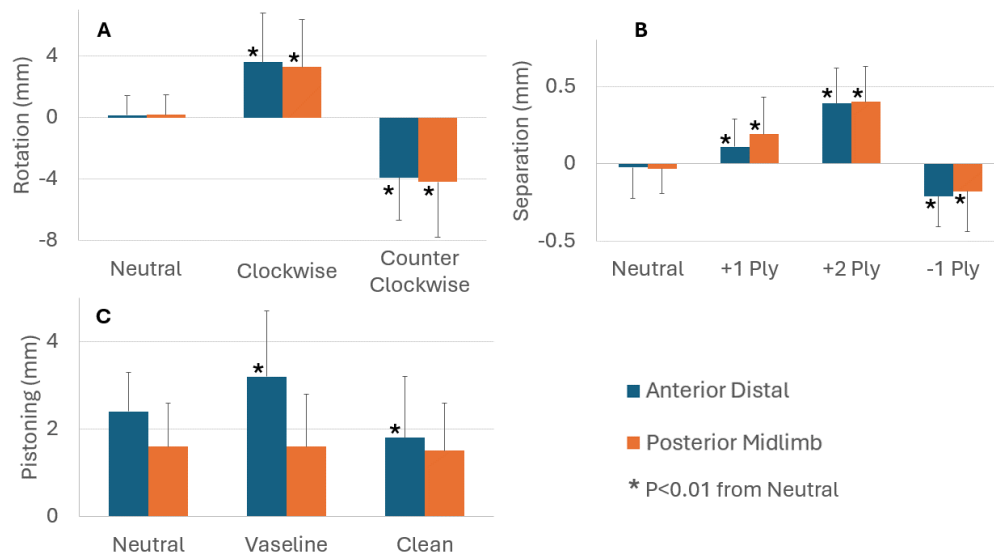 A
Rotation (mm)
4
0
-4
-8
*
*
*
*
Neutral
Clockwise
Counter
Clockwise
B
Separation (mm)
0.5
0
-0.5
*
*
*
*
*
*
Neutral
+1 Ply
+2 Ply
-1 Ply
C
Pistoning (mm)
4
2
0
*
*
Neutral
Vaseline
Clean
Anterior Distal
Posterior Midlimb
* P<0.01 from Neutral